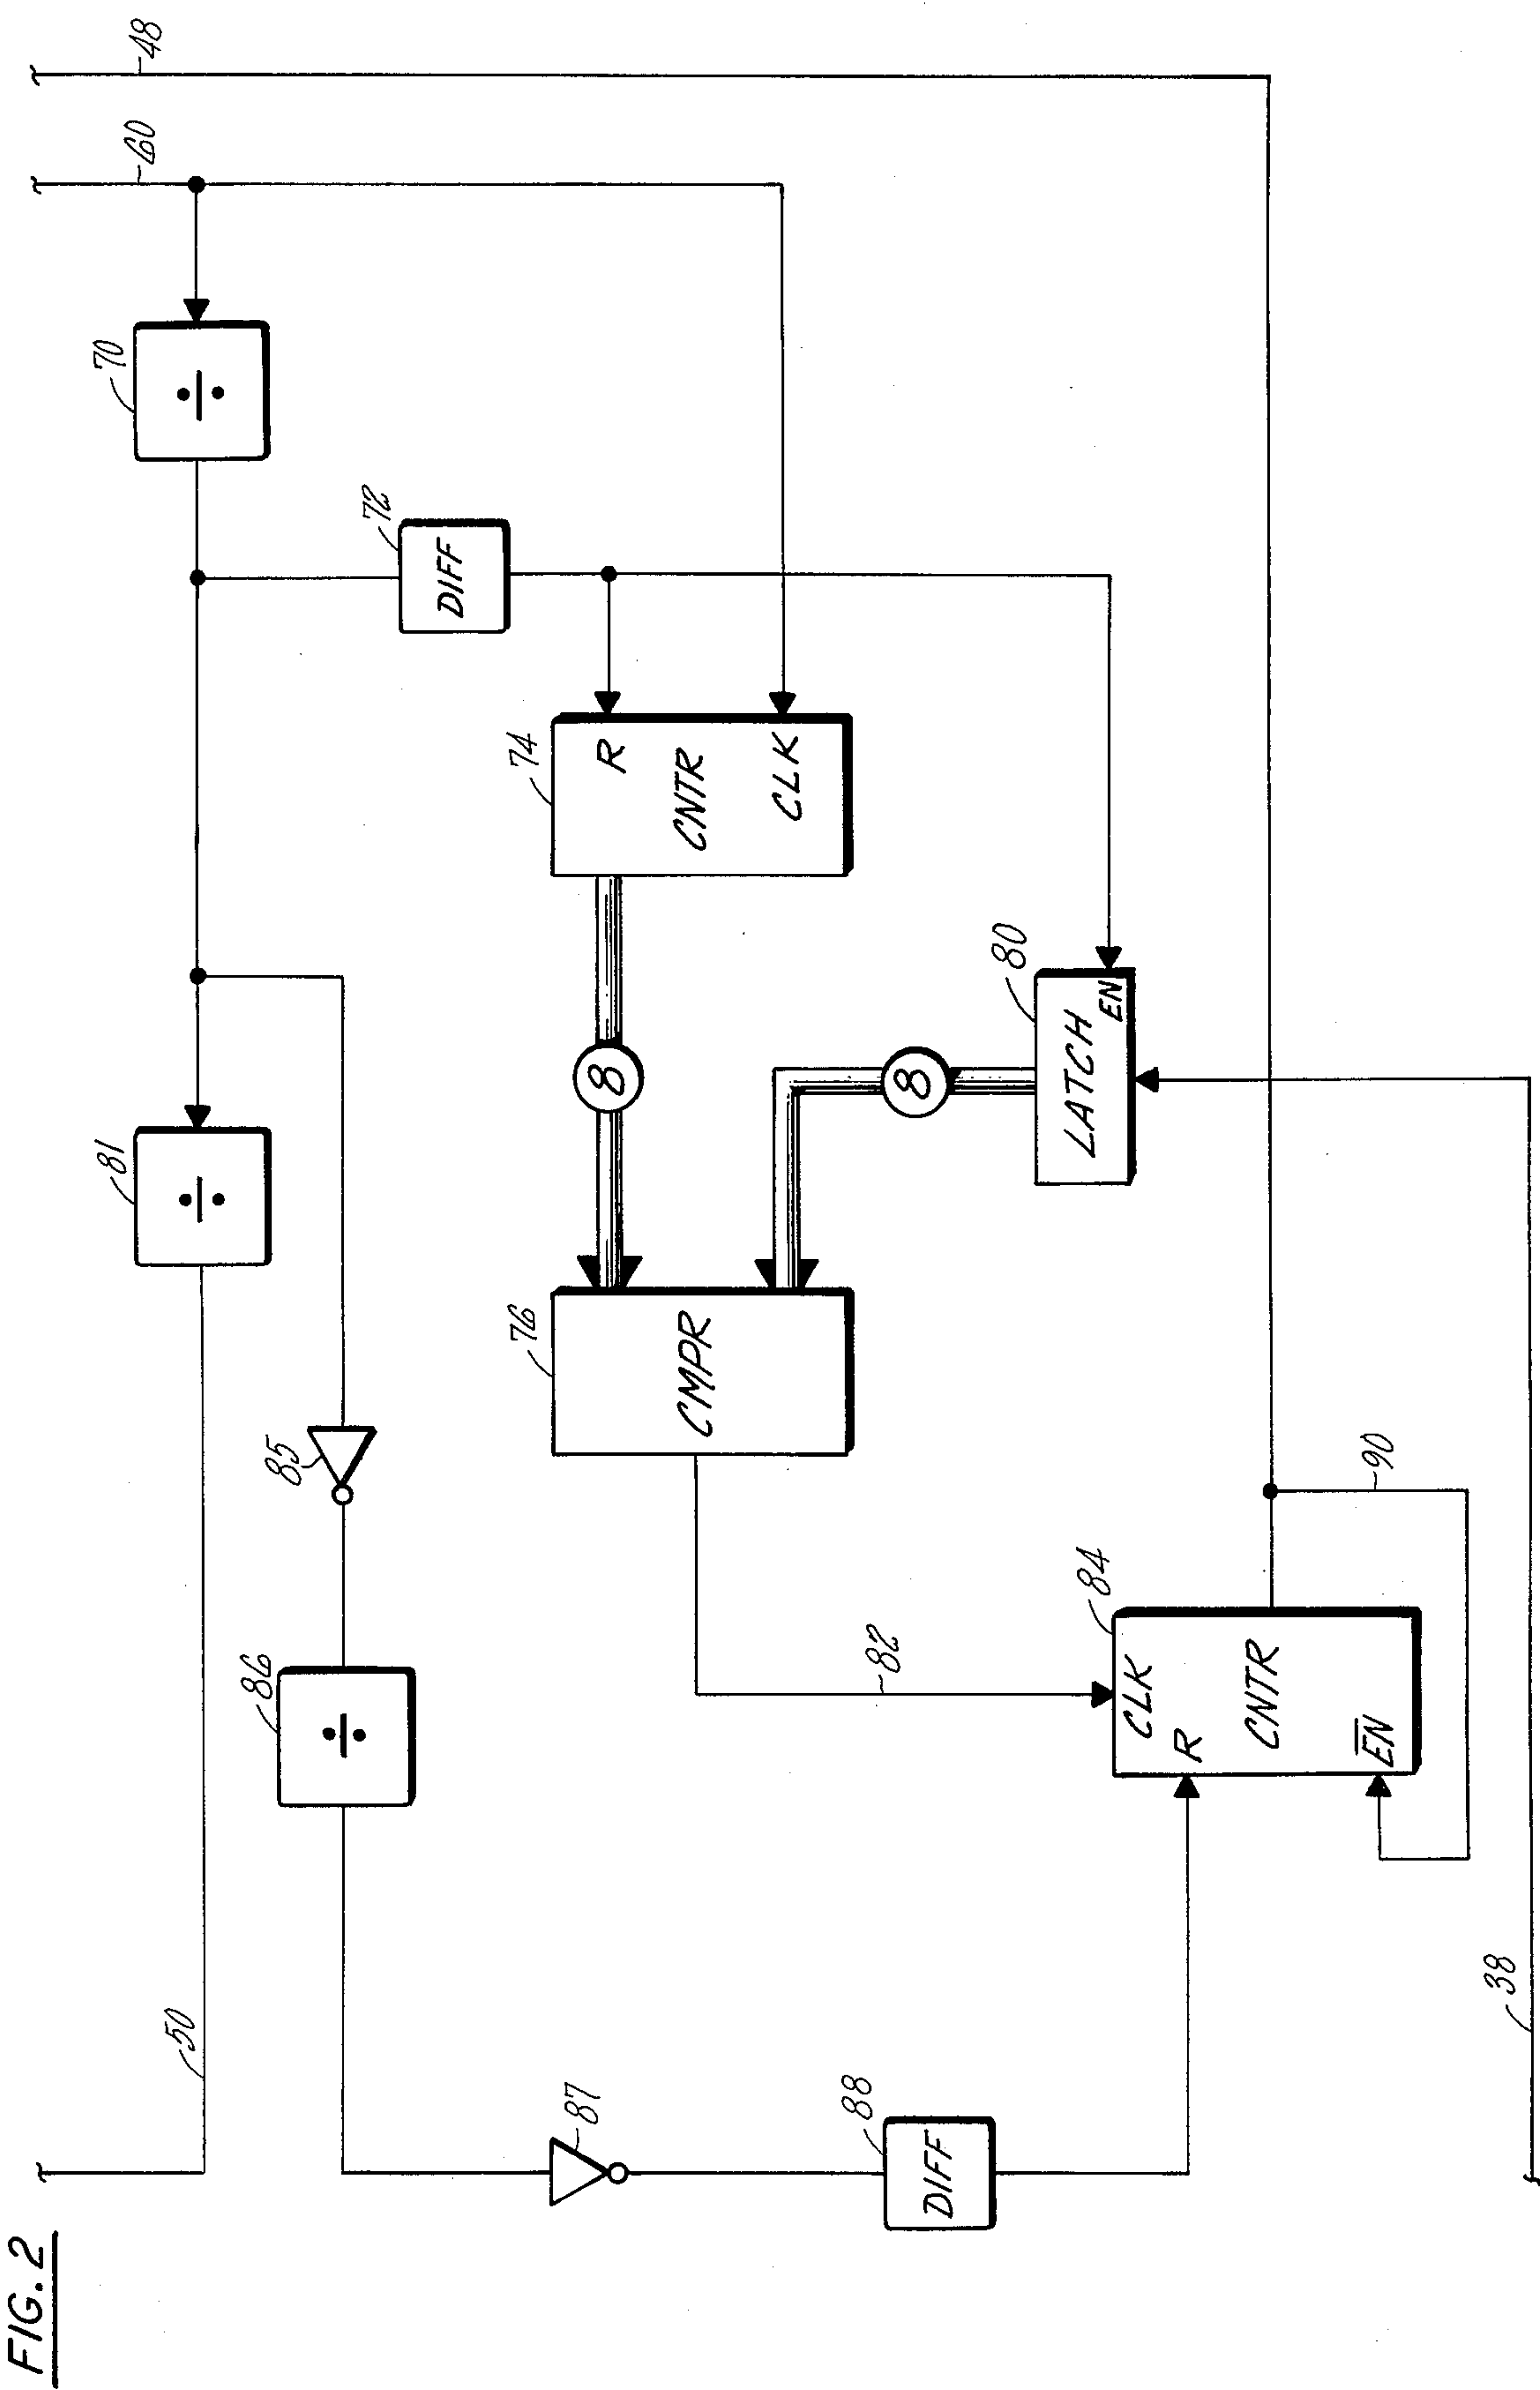 FIG. 2
50
81
÷
70
÷
60
48
86
÷
85
72
DIFF
87
76
CMPR
8
74
R
CNTR
CLK
88
DIFF
82
8
80
LATCH
EN
84
CLK
R
CNTR
EN
90
38